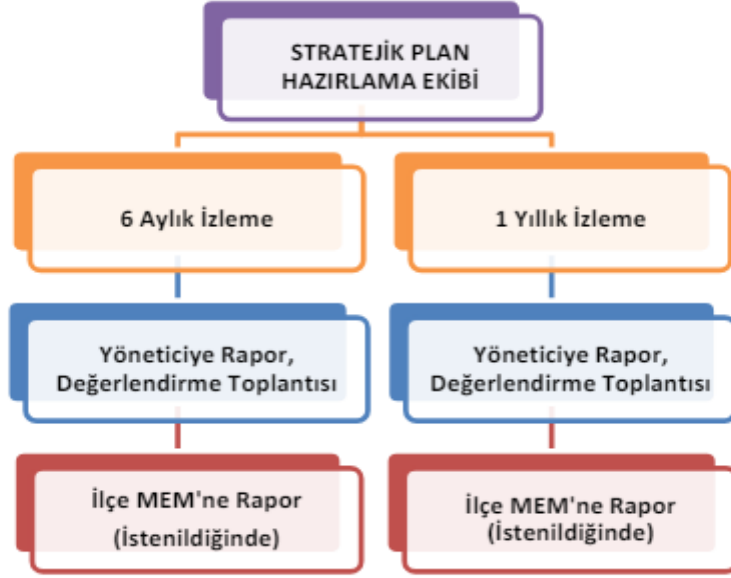 STRATEJİK PLAN
HAZIRLAMA EKİBİ
6 Aylık İzleme
1 Yıllık İzleme
Yöneticiye Rapor,
Değerlendirme Toplantısı
Yöneticiye Rapor,
Değerlendirme Toplantısı
İlçe MEM'ne Rapor
(İstenildiğinde)
İlçe MEM'ne Rapor
(İstenildiğinde)